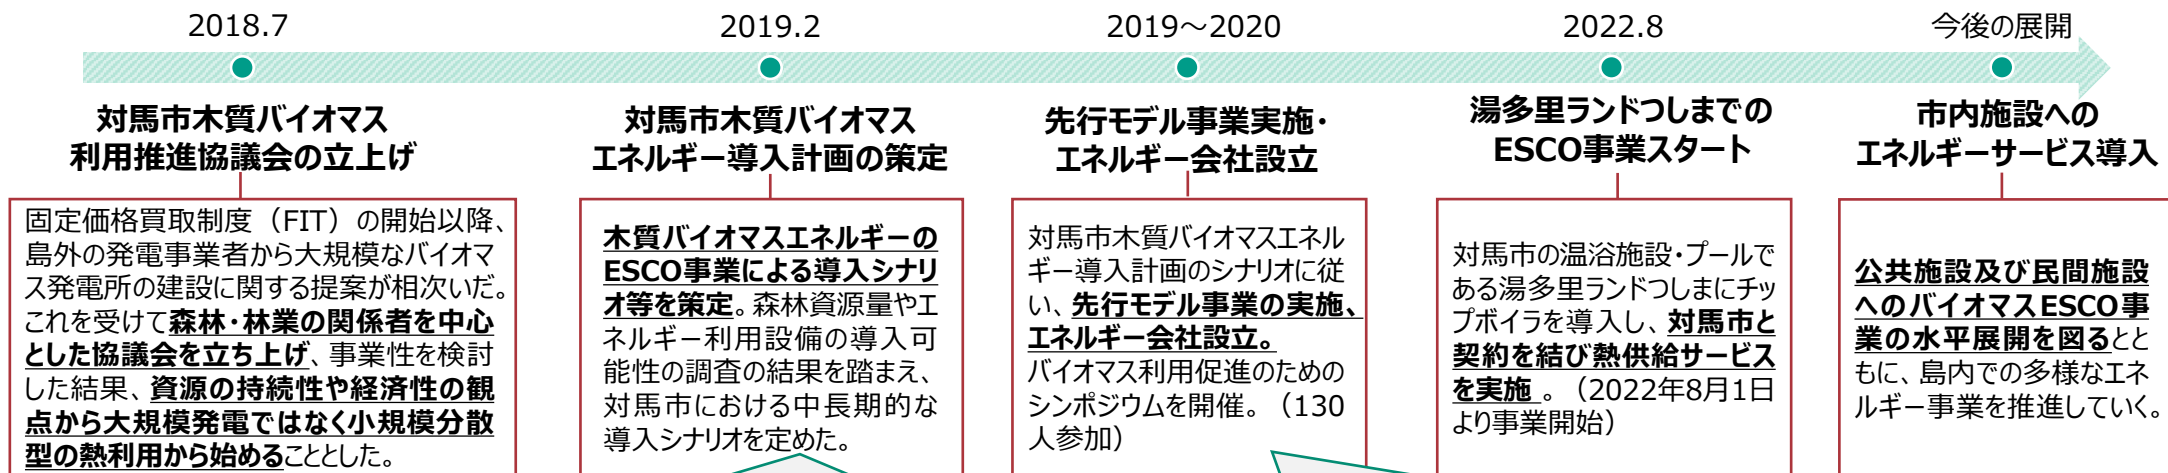 2018.7
対馬市木質バイオマス
利用推進協議会の立上げ
固定価格買取制度（FIT）の開始以降、
島外の発電事業者から大規模なバイオマ
ス発電所の建設に関する提案が相次いだ。
これを受けて森林・林業の関係者を中心
とした協議会を立ち上げ、事業性を検討
した結果、資源の持続性や経済性の観
点から大規模発電ではなく小規模分散
型の熱利用から始めることとした。
2019.2
対馬市木質バイオマス
エネルギー導入計画の策定
木質バイオマスエネルギーの
ESCO事業による導入シナリ
オ等を策定。森林資源量やエ
ネルギー利用設備の導入可
能性の調査の結果を踏まえ、
対馬市における中長期的な
導入シナリオを定めた。
2019～2020
先行モデル事業実施・
エネルギー会社設立
対馬市木質バイオマスエネル
ギー導入計画のシナリオに従
い、先行モデル事業の実施、
エネルギー会社設立。
バイオマス利用促進のための
シンポジウムを開催。（130
人参加）
2022.8
湯多里ランドつしまでの
ESCO事業スタート
対馬市の温浴施設・プールで
ある湯多里ランドつしまにチッ
プボイラを導入し、対馬市と
契約を結び熱供給サービス
を実施 。（2022年8月1日
より事業開始）
今後の展開
市内施設への
エネルギーサービス導入
公共施設及び民間施設
へのバイオマスESCO事
業の水平展開を図るとと
もに、島内での多様なエネ
ルギー事業を推進していく。